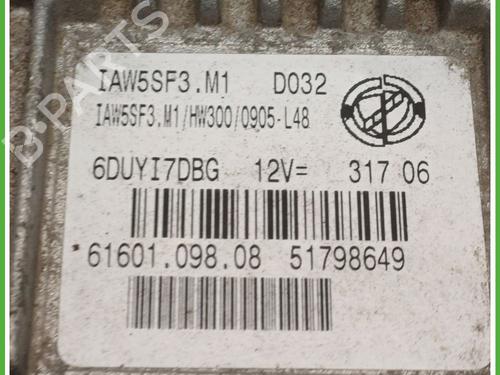 B-PARTS
IAW5SF3.M1 D032
IAW5SF3.M1/HW300/0905-L48
6DUYI7DBG 12V= 317 06
61601.098.08 51798649